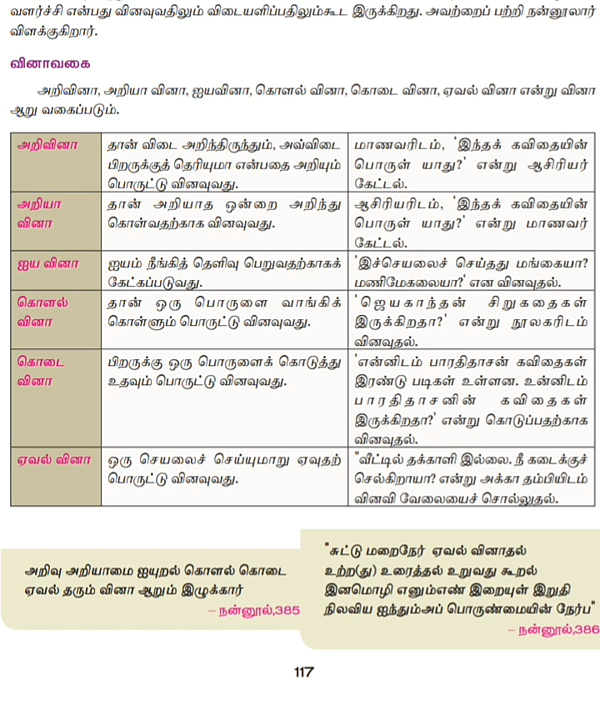 வளர்ச்சி என்பது வினவுவதிலும் விடையளிப்பதிலும்கூட இருக்கிறது. அவற்றைப் பற்றி நன்னூலார்
விளக்குகிறார்.
வினாவகை
அறிவினா, அறியா வினா, ஐயவினா, கொளல் வினா, கொடை வினா, ஏவல் வினா என்று வினா
ஆறு வகைப்படும்.
அறிவினா
தான் விடை அறிந்திருந்தும், அவ்விடை
பிறருக்குத் தெரியுமா என்பதை அறியும்
பொருட்டு வினவுவது.
மாணவரிடம், 'இந்தக் கவிதையின்
பொருள் யாது?' என்று ஆசிரியர்
கேட்டல்.
அறியா
வினா
தான் அறியாத ஒன்றை அறிந்து
கொள்வதற்காக வினவுவது.
ஆசிரியரிடம், 'இந்தக் கவிதையின்
பொருள் யாது?' என்று மாணவர்
கேட்டல்.
ஐய வினா
ஐயம் நீங்கித் தெளிவு பெறுவதற்காகக்
கேட்கப்படுவது.
'இச்செயலைச் செய்தது மங்கையா?
மணிமேகலையா?' என வினவுதல்.
கொளல்
வினா
தான் ஒரு பொருளை வாங்கிக்
கொள்ளும் பொருட்டு வினவுவது.
'ஜெயகாந்தன் சிறுகதைகள்
இருக்கிறதா?' என்று நூலகரிடம்
வினவுதல்.
கொடை
வினா
பிறருக்கு ஒரு பொருளைக் கொடுத்து
உதவும் பொருட்டு வினவுவது.
'என்னிடம் பாரதிதாசன் கவிதைகள்
இரண்டு படிகள் உள்ளன. உன்னிடம்
பாரதிதாசனின் கவிதைகள்
இருக்கிறதா?' என்று கொடுப்பதற்காக
வினவுதல்.
ஏவல் வினா
ஒரு செயலைச் செய்யுமாறு ஏவுதற்
பொருட்டு வினவுவது.
"வீட்டில் தக்காளி இல்லை. நீ கடைக்குச்
செல்கிறாயா? என்று அக்கா தம்பியிடம்
வினவி வேலையைச் சொல்லுதல்.
அறிவு அறியாமை ஐயுறல் கொளல் கொடை
ஏவல் தரும் வினா ஆறும் இழுக்கார்
– நன்னூல்,385
"சுட்டு மறைநேர் ஏவல் வினாதல்
உற்ற(து) உரைத்தல் உறுவது கூறல்
இனமொழி எனும்எண் இறையுள் இறுதி
நிலவிய ஐந்தும்அப் பொருண்மையின் நேர்ப"
– நன்னூல்,386
117